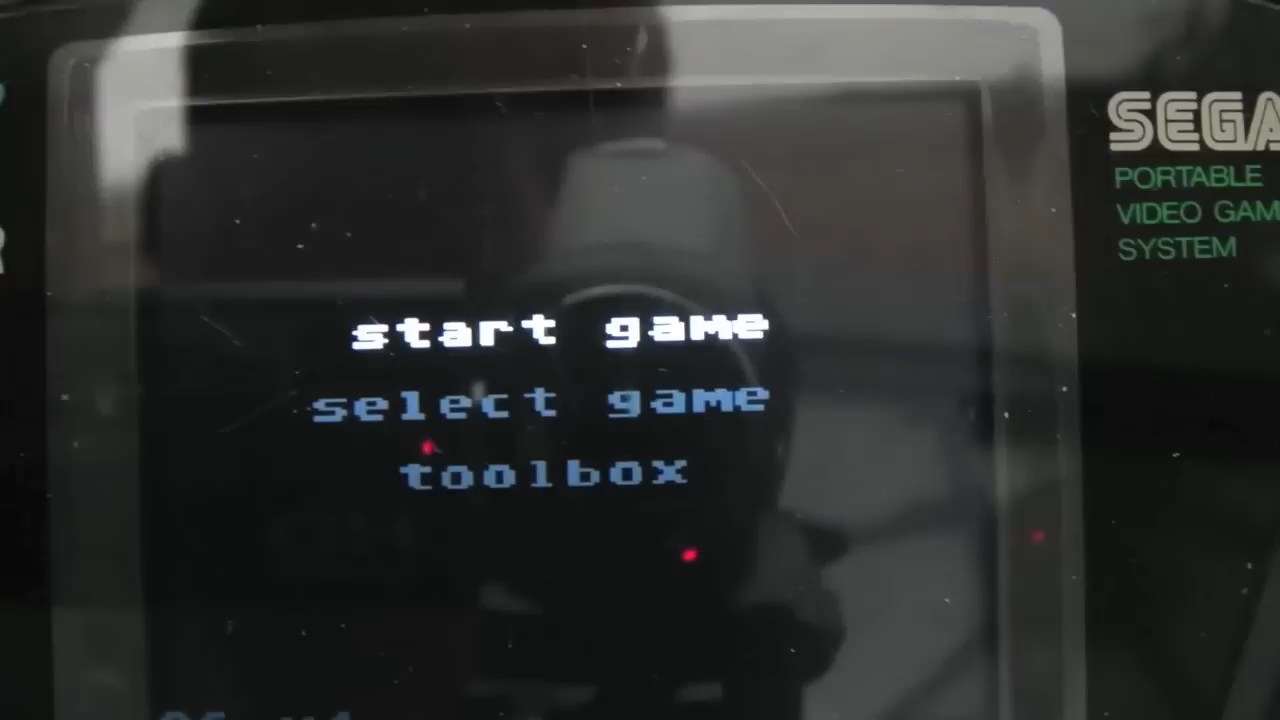 SEGA
PORTABLE
VIDEO GAM
SYSTEM
start game
select game
toolbox